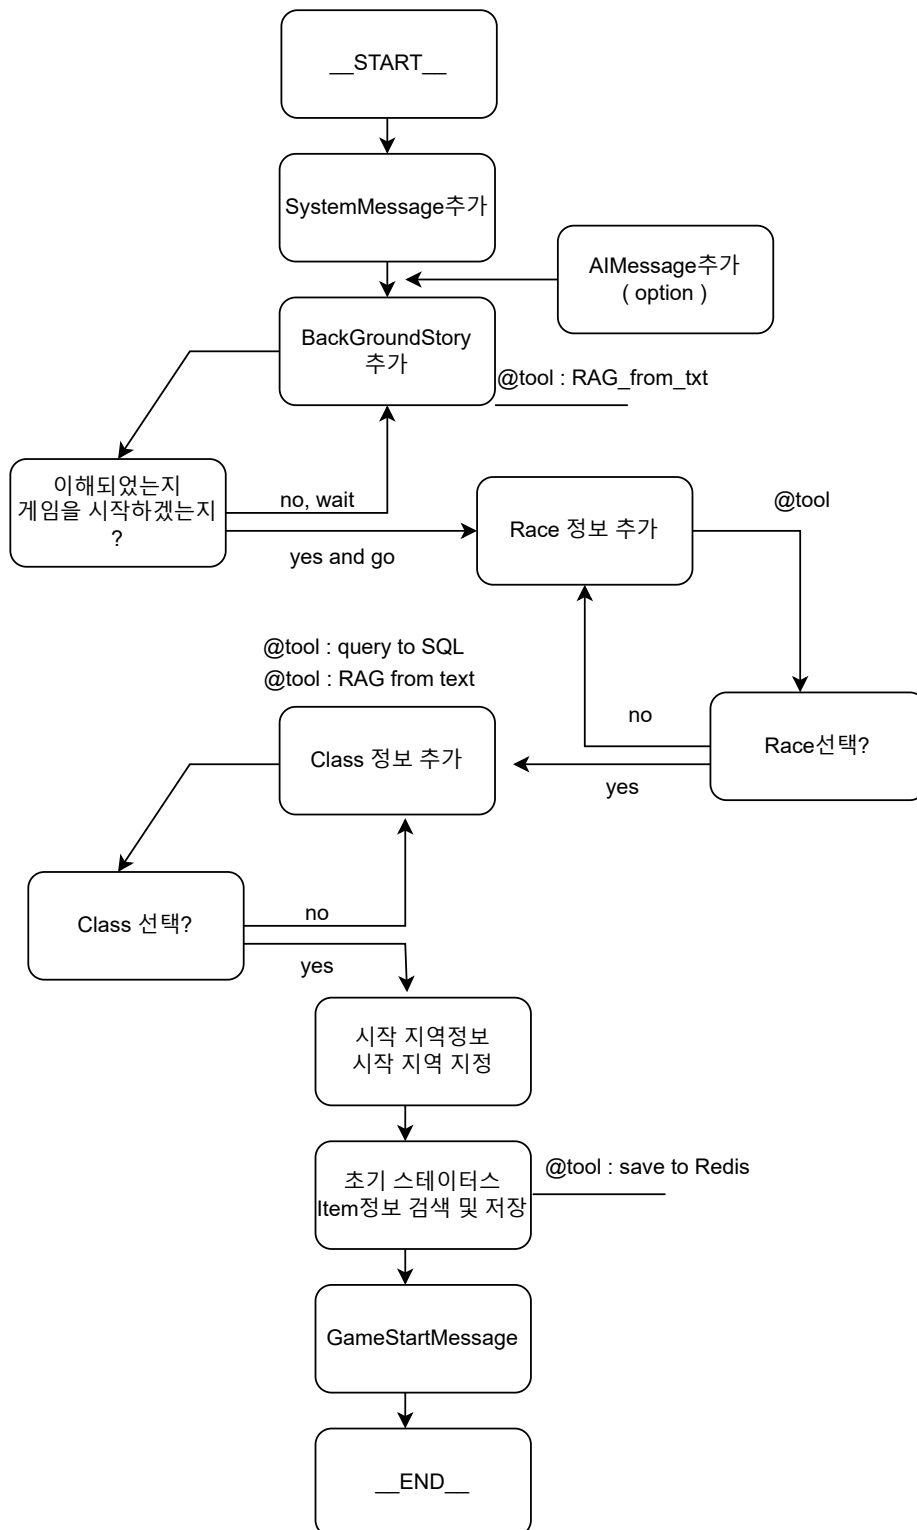 __START__
SystemMessage추가
AIMessage추가
( option )
BackGroundStory
추가
@tool : RAG_from_txt
이해되었는지
게임을 시작하겠는지
?
no, wait
yes and go
Race 정보 추가
@tool
@tool : query to SQL
@tool : RAG from text
Class 정보 추가
no
yes
Race선택?
Class 선택?
no
yes
시작 지역정보
시작 지역 지정
초기 스테이터스
Item정보 검색 및 저장
@tool : save to Redis
GameStartMessage
__END__